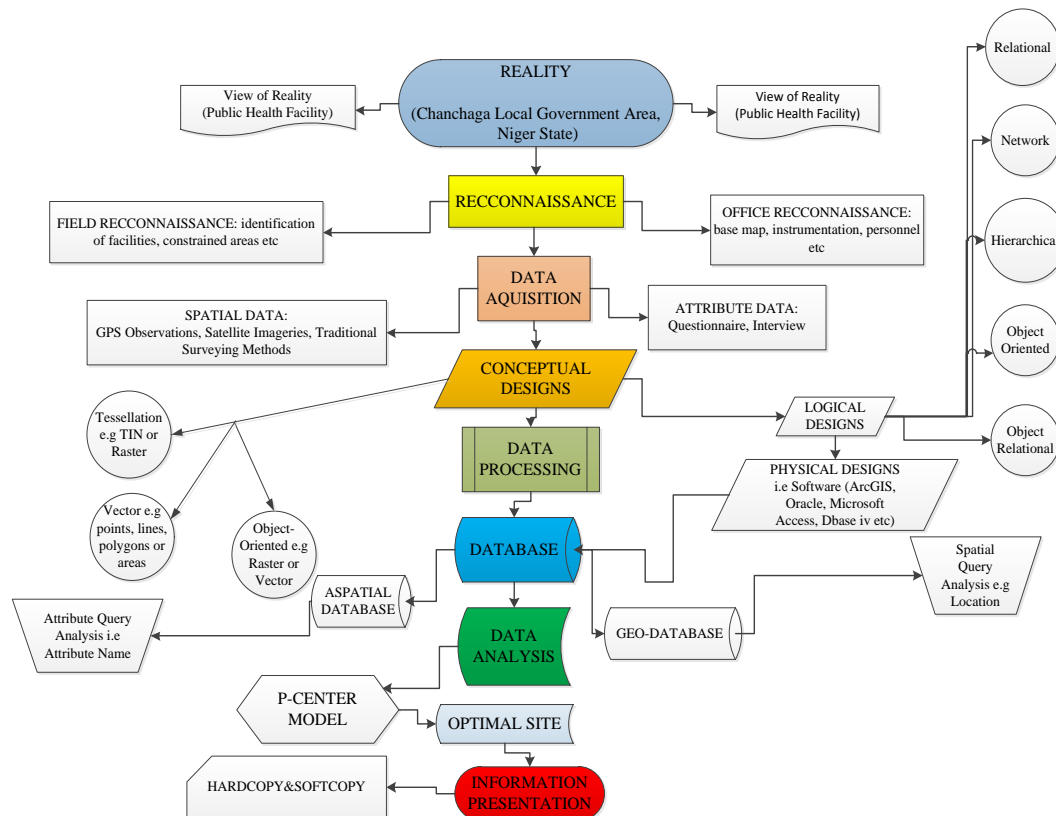 REALITY
(Chanchaga Local Government Area,
Niger State)
View of Reality
(Public Health Facility)
View of Reality
(Public Health Facility)
Relational
Network
Hierarchica
Object
Oriented
Object
Relational
RECCONNAISSANCE
FIELD RECCONNAISSANCE: identification
of facilities, constrained areas etc
OFFICE RECCONNAISSANCE:
base map, instrumentation, personnel
etc
DATA
AQUISITION
SPATIAL DATA:
GPS Observations, Satellite Imageries, Traditional
Surveying Methods
ATTRIBUTE DATA:
Questionnaire, Interview
CONCEPTUAL
DESIGNS
LOGICAL
DESIGNS
Tessellation
e.g TIN or
Raster
Vector e.g
points, lines,
polygons or
areas
Object-
Oriented e.g
Raster or
Vector
DATA
PROCESSING
PHYSICAL DESIGNS
i.e Software (ArcGIS,
Oracle, Microsoft
Access, Dbase iv etc)
DATABASE
ASPATIAL
DATABASE
GEO-DATABASE
Spatial
Query
Analysis e.g
Location
Attribute Query
Analysis i.e
Attribute Name
DATA
ANALYSIS
P-CENTER
MODEL
OPTIMAL SITE
INFORMATION
PRESENTATION
HARDCOPY&SOFTCOPY